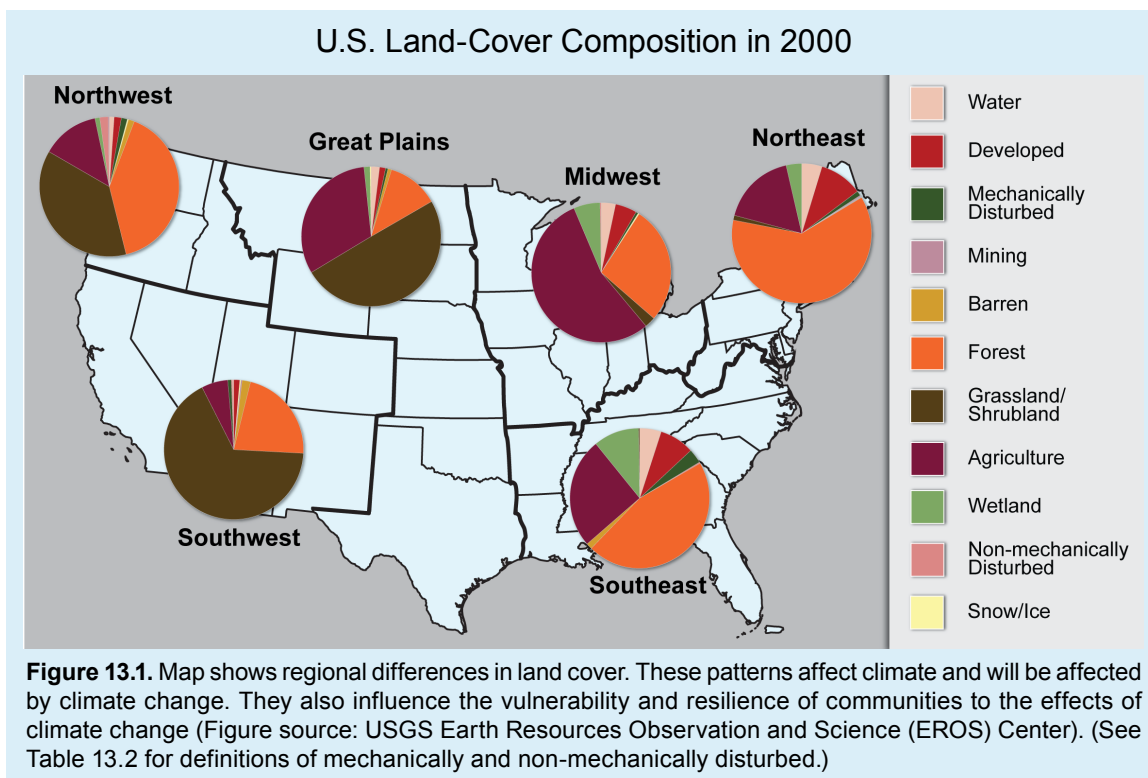 U.S. Land-Cover Composition in 2000
Northwest
Great Plains
Midwest
Northeast
Southwest
Southeast
Water
Developed
Mechanically
Disturbed
Mining
Barren
Forest
Grassland/
Shrubland
Agriculture
Wetland
Non-mechanically
Disturbed
Snow/Ice
Figure 13.1. Map shows regional differences in land cover. These patterns affect climate and will be affected
by climate change. They also influence the vulnerability and resilience of communities to the effects of
climate change (Figure source: USGS Earth Resources Observation and Science (EROS) Center). (See
Table 13.2 for definitions of mechanically and non-mechanically disturbed.)